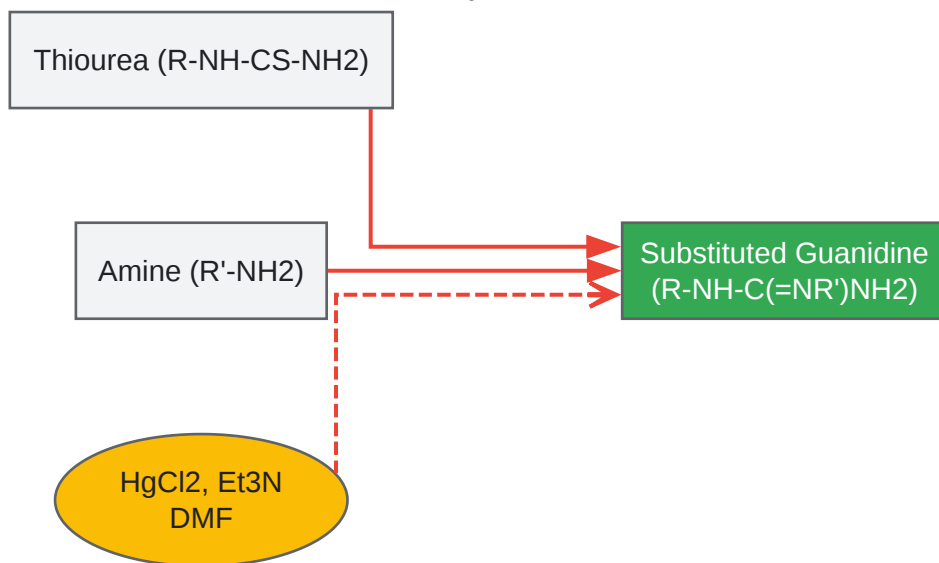 Thiourea (R-NH-CS-NH2)
Amine (R'-NH2)
Substituted Guanidine
(R-NH-C(=NR')NH2)
HgCl2, Et3N
DMF